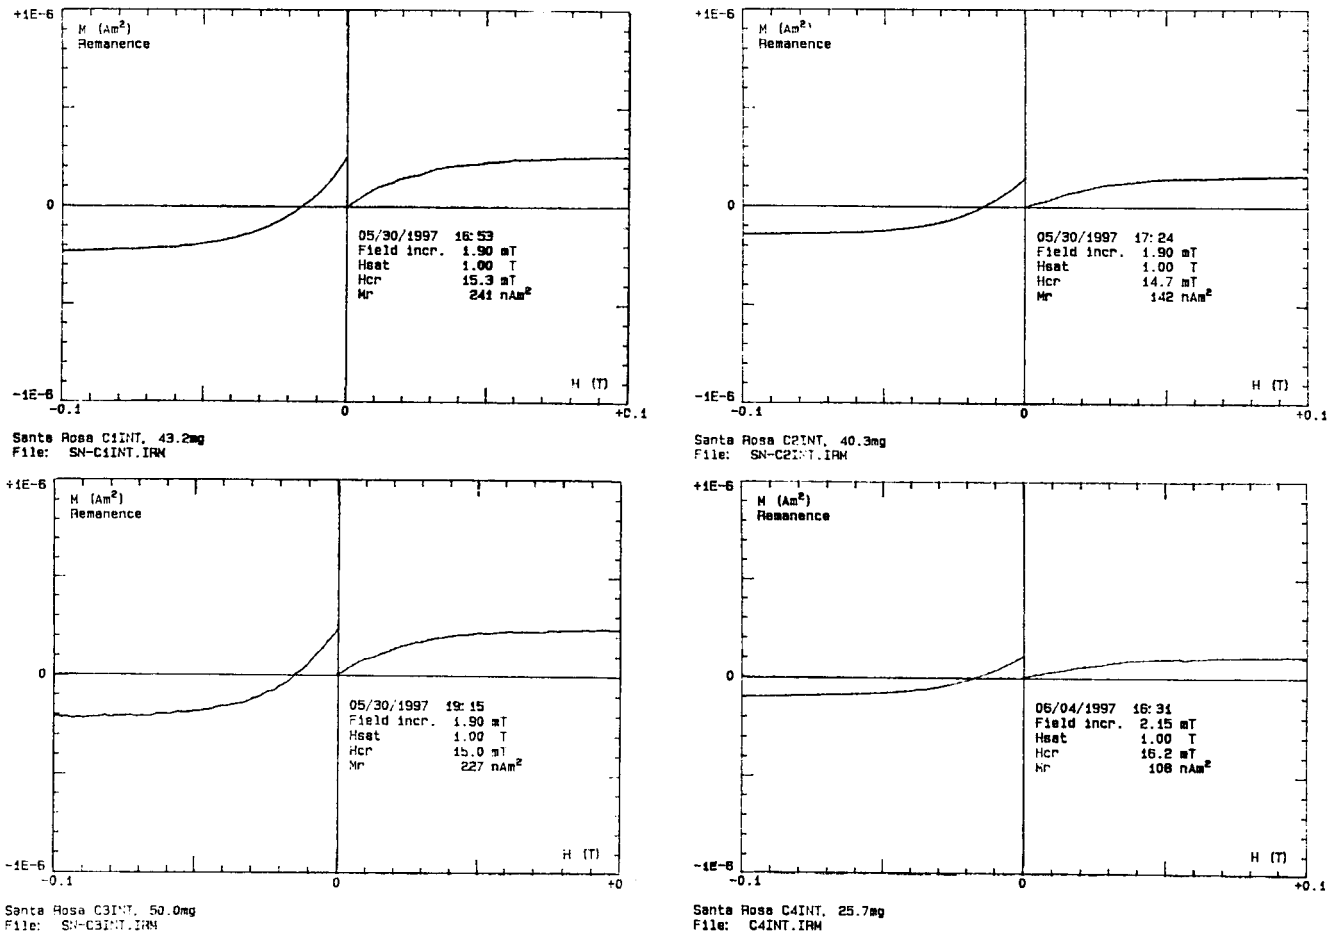 +1E-6
M (Am²)
Remanence
0
05/30/1997 16:53
Field incr. 1.90 mT
Hsat 1.00 T
Hcr 15.3 mT
Mr 241 nAm²
-1E-6
H (T)
-0.1 0 +0.1
Santa Rosa C1INT, 43.2mg
File: SN-C1INT.IRM
+1E-6
M (Am²)
Remanence
0
05/30/1997 17:24
Field incr. 1.90 mT
Hsat 1.00 T
Hcr 14.7 mT
Mr 142 nAm²
-1E-6
H (T)
-0.1 0 +0.1
Santa Rosa C2INT, 40.3mg
File: SN-C2INT.IRM
+1E-6
M (Am²)
Remanence
0
05/30/1997 19:15
Field incr. 1.90 mT
Hsat 1.00 T
Hcr 15.0 mT
Mr 227 nAm²
-1E-6
H (T)
-0.1 0 +0
Santa Rosa C3INT, 50.0mg
File: SN-C3INT.IRM
+1E-6
M (Am²)
Remanence
0
06/04/1997 16:31
Field incr. 2.15 mT
Hsat 1.00 T
Hcr 16.2 mT
Mr nAm²
-1E-6
H (T)
-0.1 0 +0.1
Santa Rosa C4INT, 25.7mg
File: C4INT.IRM